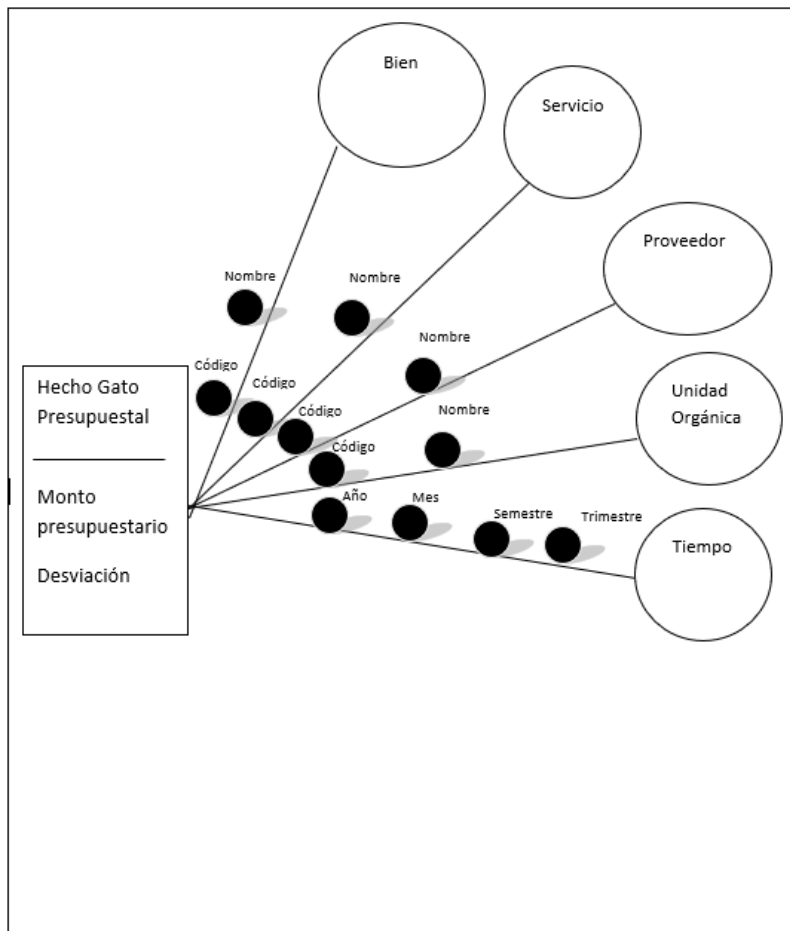 Bien
Servicio
Proveedor
Nombre
Nombre
Nombre
Código
Código
Código
Nombre
Código
Unidad
Orgánica
Hecho Gato
Presupuestal
Monto
presupuestario
Desviación
Año
Mes
Semestre
Trimestre
Tiempo